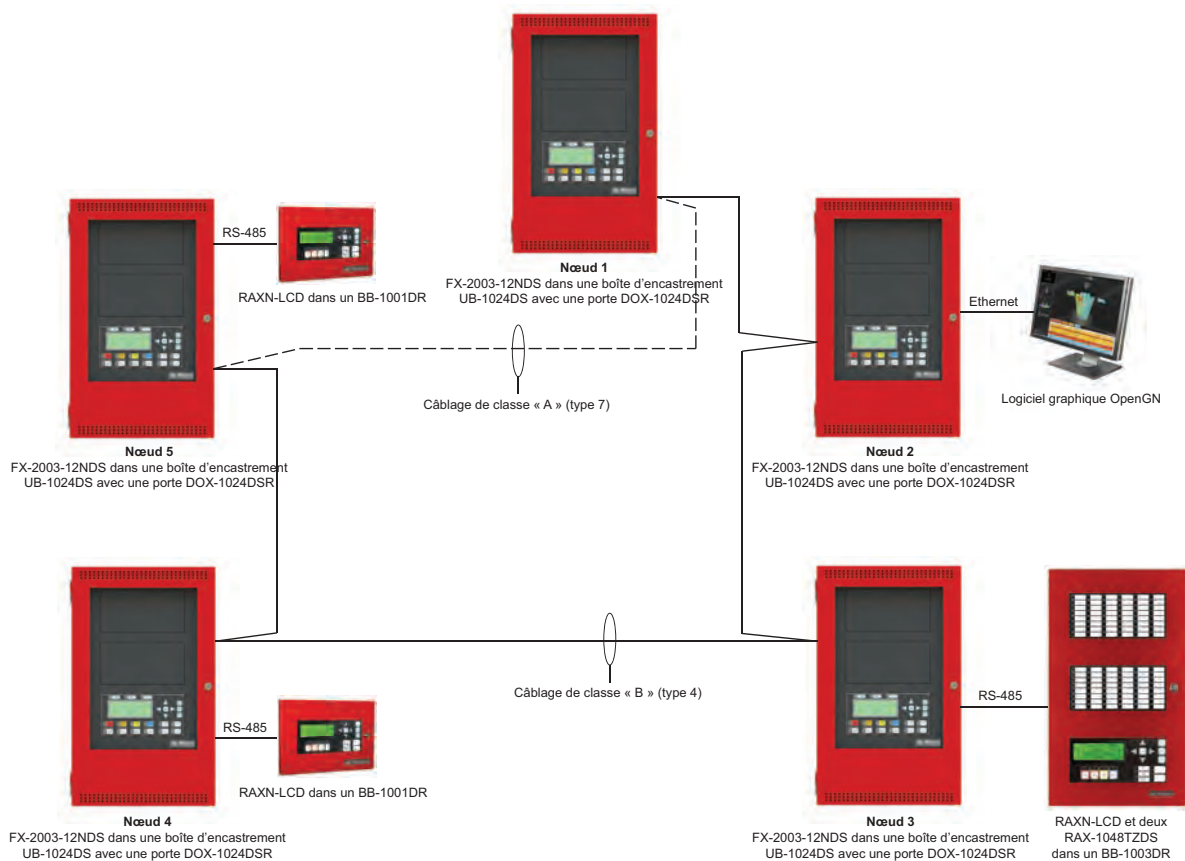 Nœud 1
FX-2003-12NDS dans une boîte d'encastrement
UB-1024DS avec une porte DOX-1024DSR
RS-485
RAXN-LCD dans un BB-1001DR
Ethernet
Logiciel graphique OpenGN
Câblage de classe « A » (type 7)
Nœud 5
FX-2003-12NDS dans une boîte d'encastrement
UB-1024DS avec une porte DOX-1024DSR
Nœud 2
FX-2003-12NDS dans une boîte d'encastrement
UB-1024DS avec une porte DOX-1024DSR
Câblage de classe « B » (type 4)
RS-485
RAXN-LCD dans un BB-1001DR
RS-485
Nœud 4
FX-2003-12NDS dans une boîte d'encastrement
UB-1024DS avec une porte DOX-1024DSR
Nœud 3
FX-2003-12NDS dans une boîte d'encastrement
UB-1024DS avec une porte DOX-1024DSR
RAXN-LCD et deux
RAX-1048TZDS
dans un BB-1003DR